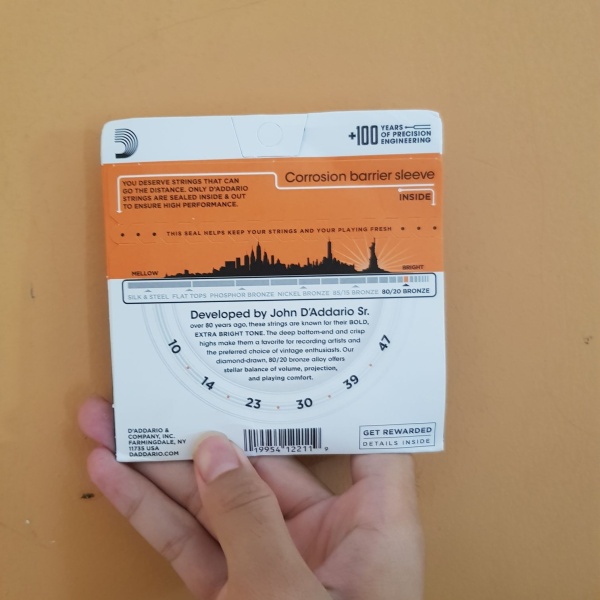 +100 YEARS
OF PRECISION
ENGINEERING
YOU DESERVE STRINGS THAT CAN
GO THE DISTANCE. ONLY D'ADDARIO
STRINGS ARE SEALED INSIDE & OUT
TO ENSURE HIGH PERFORMANCE.
Corrosion barrier sleeve
INSIDE
THIS SEAL HELPS KEEP YOUR STRINGS AND YOUR PLAYING FRESH
MELLOW
BRIGHT
SILK & STEEL FLAT TOPS PHOSPHOR BRONZE NICKEL BRONZE 85/15 BRONZE 80/20 BRONZE
Developed by John D'Addario Sr.
over 80 years ago, these strings are known for their BOLD,
EXTRA BRIGHT TONE. The deep bottom-end and crisp
highs make them a favorite for recording artists and
the preferred choice of vintage enthusiasts. Our
diamond-drawn, 80/20 bronze alloy offers
stellar balance of volume, projection,
and playing comfort.
10 14 23 30 39 47
D'ADDARIO &
COMPANY, INC.
FARMINGDALE, NY
11735 USA
DADDARIO.COM
19954 12211 9
GET REWARDED
DETAILS INSIDE